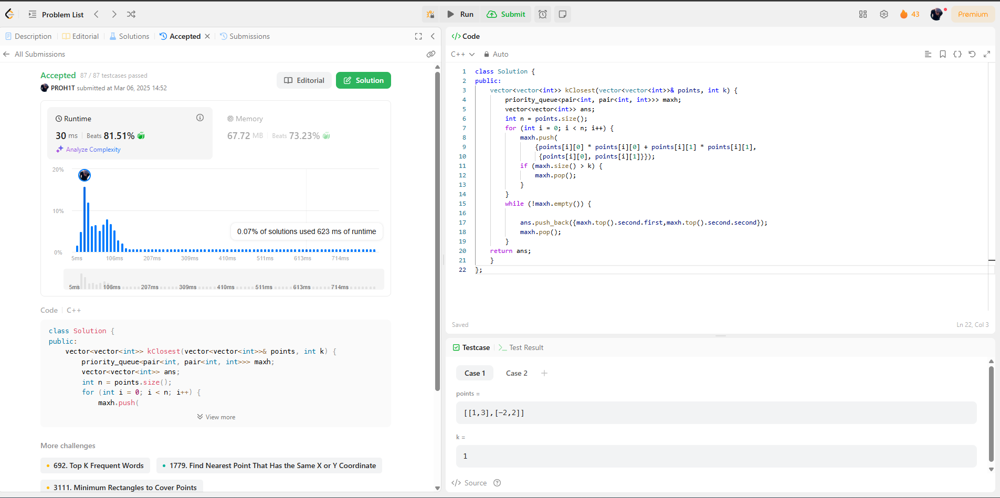 Problem List
Run
Submit
43
Premium
Description
Editorial
Solutions
Accepted
Submissions
All Submissions
Accepted 87 / 87 testcases passed
PROH1T submitted at Mar 06, 2025 14:52
Editorial
Solution
Runtime
30 ms Beats 81.51%
Analyze Complexity
Memory
67.72 MB Beats 73.23%
20%
10%
0%
0.07% of solutions used 623 ms of runtime
5ms 106ms 207ms 309ms 410ms 511ms 613ms 714ms
5ms 106ms 207ms 309ms 410ms 511ms 613ms 714ms
Code C++
class Solution {
public:
    vector<vector<int>> kClosest(vector<vector<int>>& points, int k) {
        priority_queue<pair<int, pair<int, int>>> maxh;
        vector<vector<int>> ans;
        int n = points.size();
        for (int i = 0; i < n; i++) {
            maxh.push(
View more
More challenges
692. Top K Frequent Words
1779. Find Nearest Point That Has the Same X or Y Coordinate
3111. Minimum Rectangles to Cover Points
</> Code
C++ Auto
1 class Solution {
2 public:
3     vector<vector<int>> kClosest(vector<vector<int>>& points, int k) {
4         priority_queue<pair<int, pair<int, int>>> maxh;
5         vector<vector<int>> ans;
6         int n = points.size();
7         for (int i = 0; i < n; i++) {
8             maxh.push(
9                 {points[i][0] * points[i][0] + points[i][1] * points[i][1],
10                  {points[i][0], points[i][1]}});
11             if (maxh.size() > k) {
12                 maxh.pop();
13             }
14         }
15         while (!maxh.empty()) {
16
17             ans.push_back({maxh.top().second.first,maxh.top().second.second});
18             maxh.pop();
19         }
20     return ans;
21     }
22 };
Saved
Ln 22, Col 3
Testcase
Test Result
Case 1
Case 2
points =
[[1,3],[-2,2]]
k =
1
</> Source